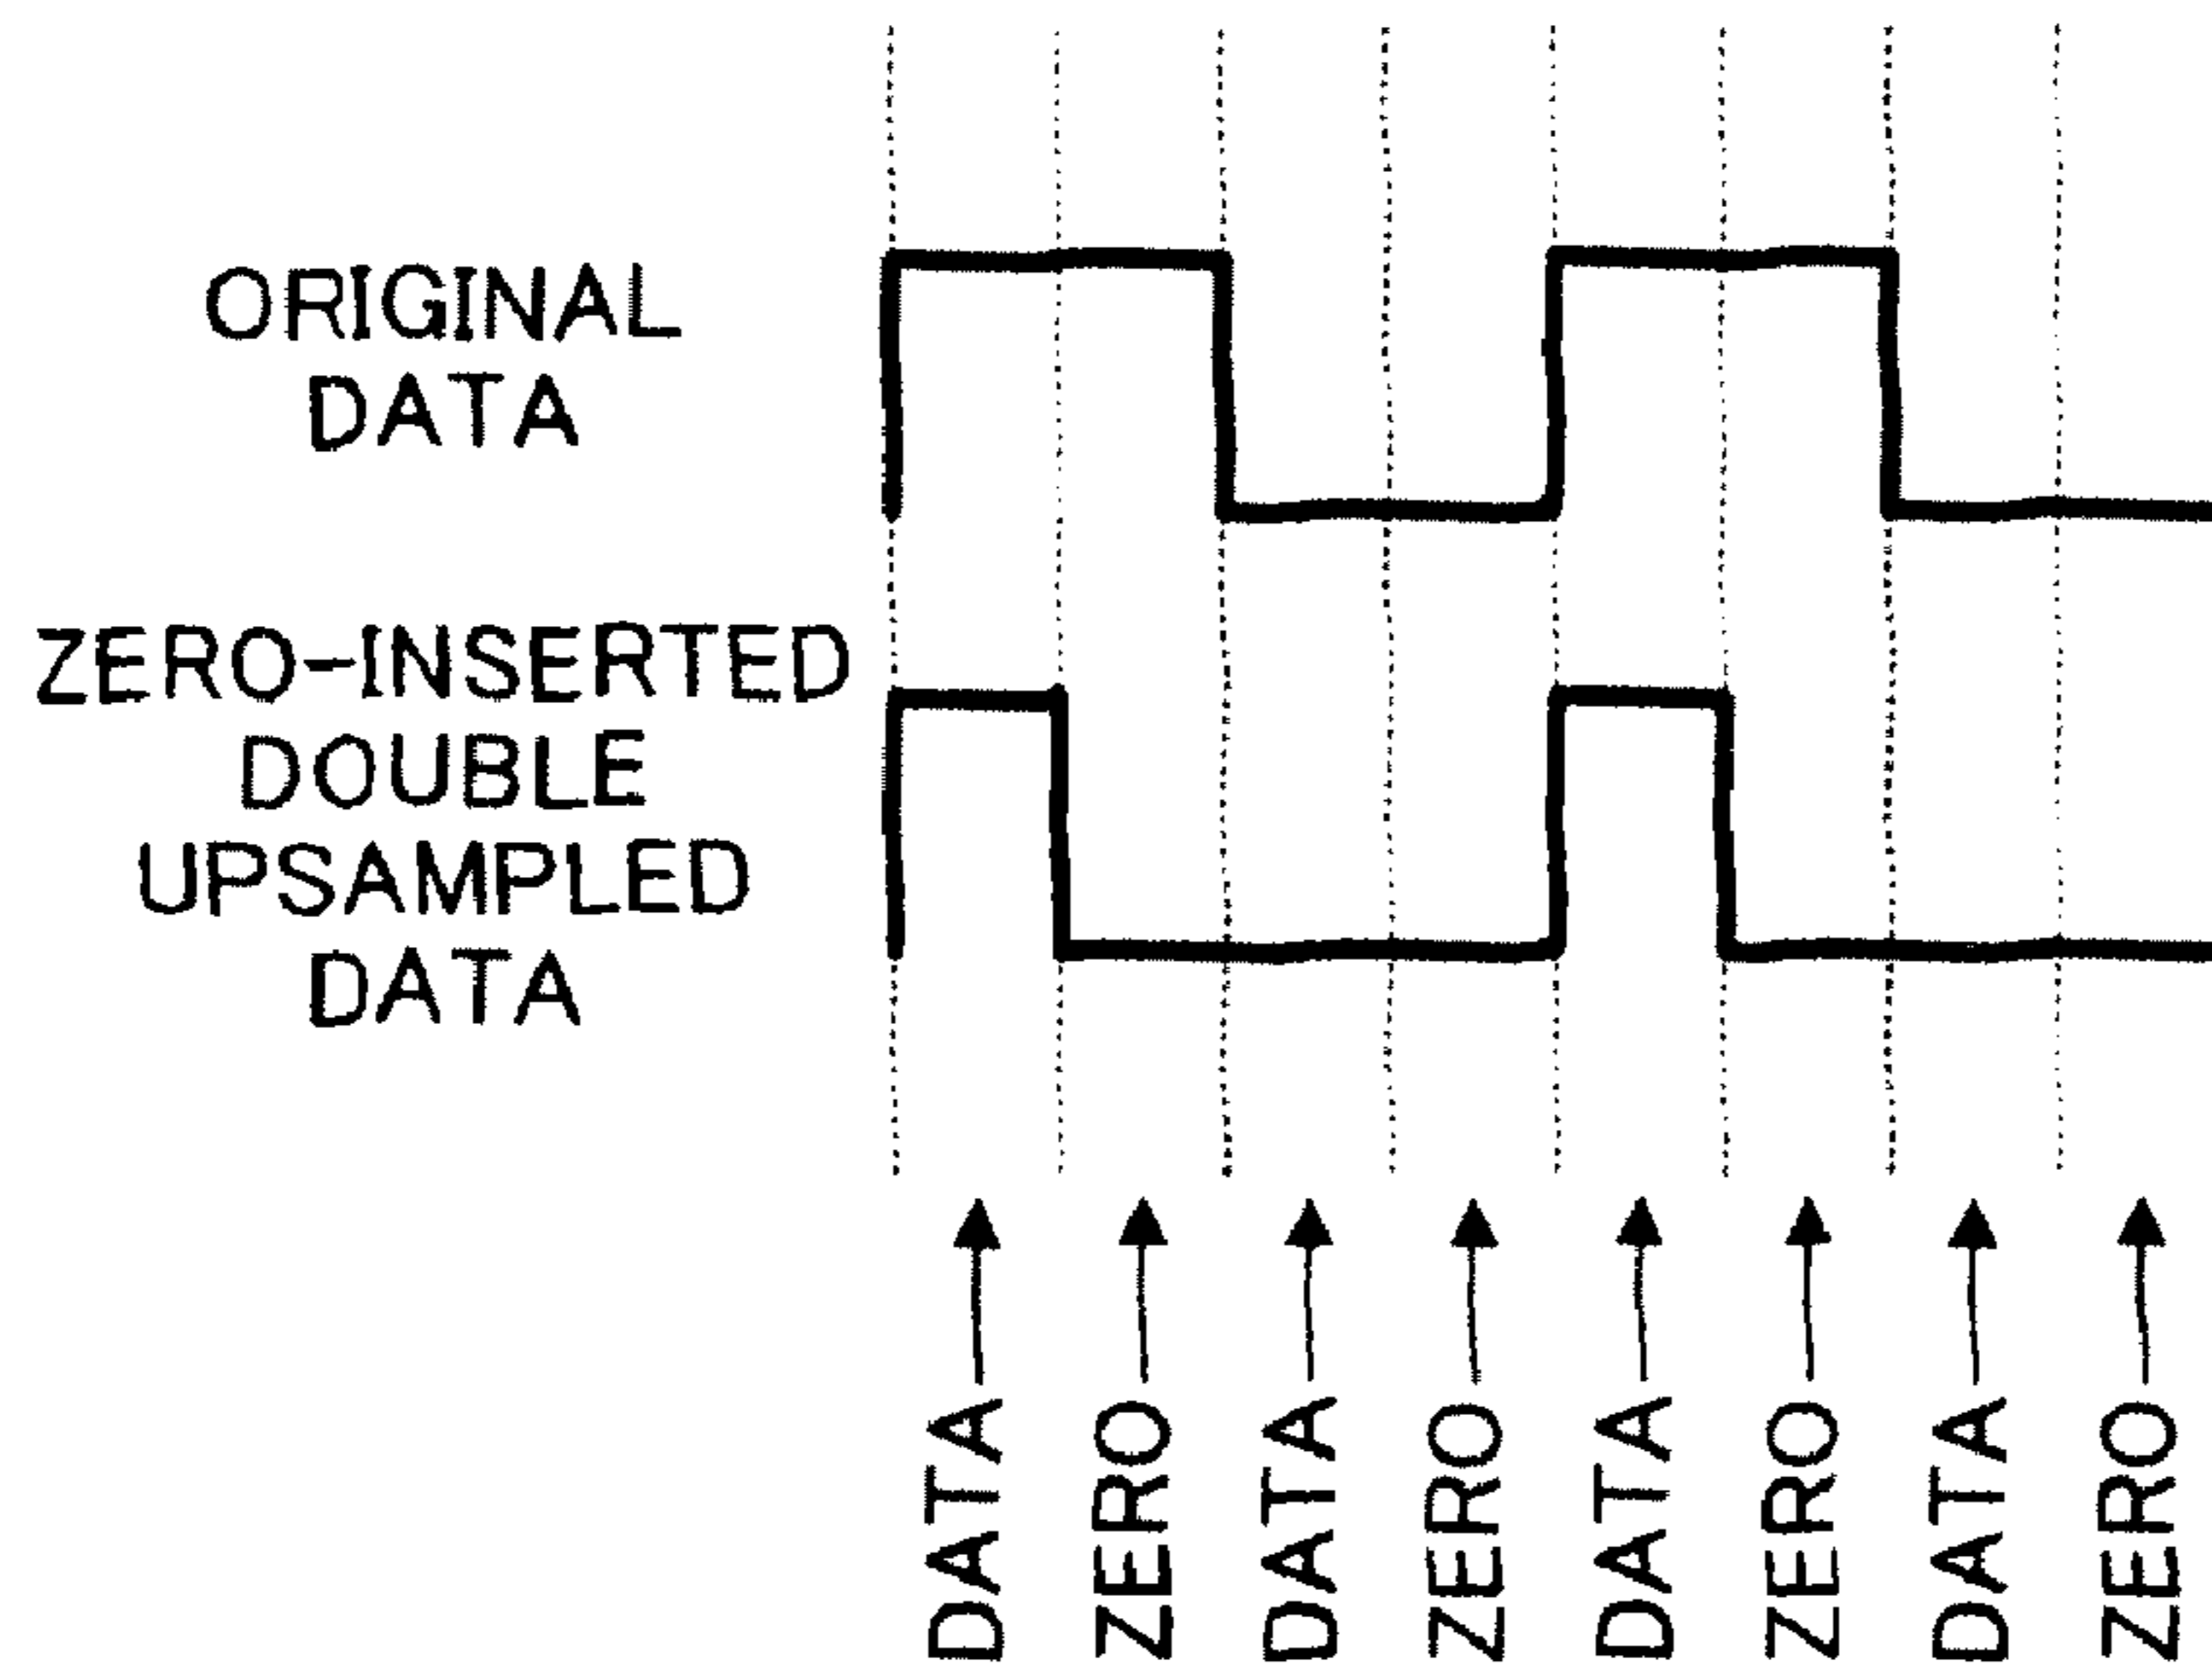 ORIGINAL
DATA
ZERO-INSERTED
DOUBLE
UPSAMPLED
DATA
DATA
ZERO
DATA
ZERO
DATA
ZERO
DATA
ZERO